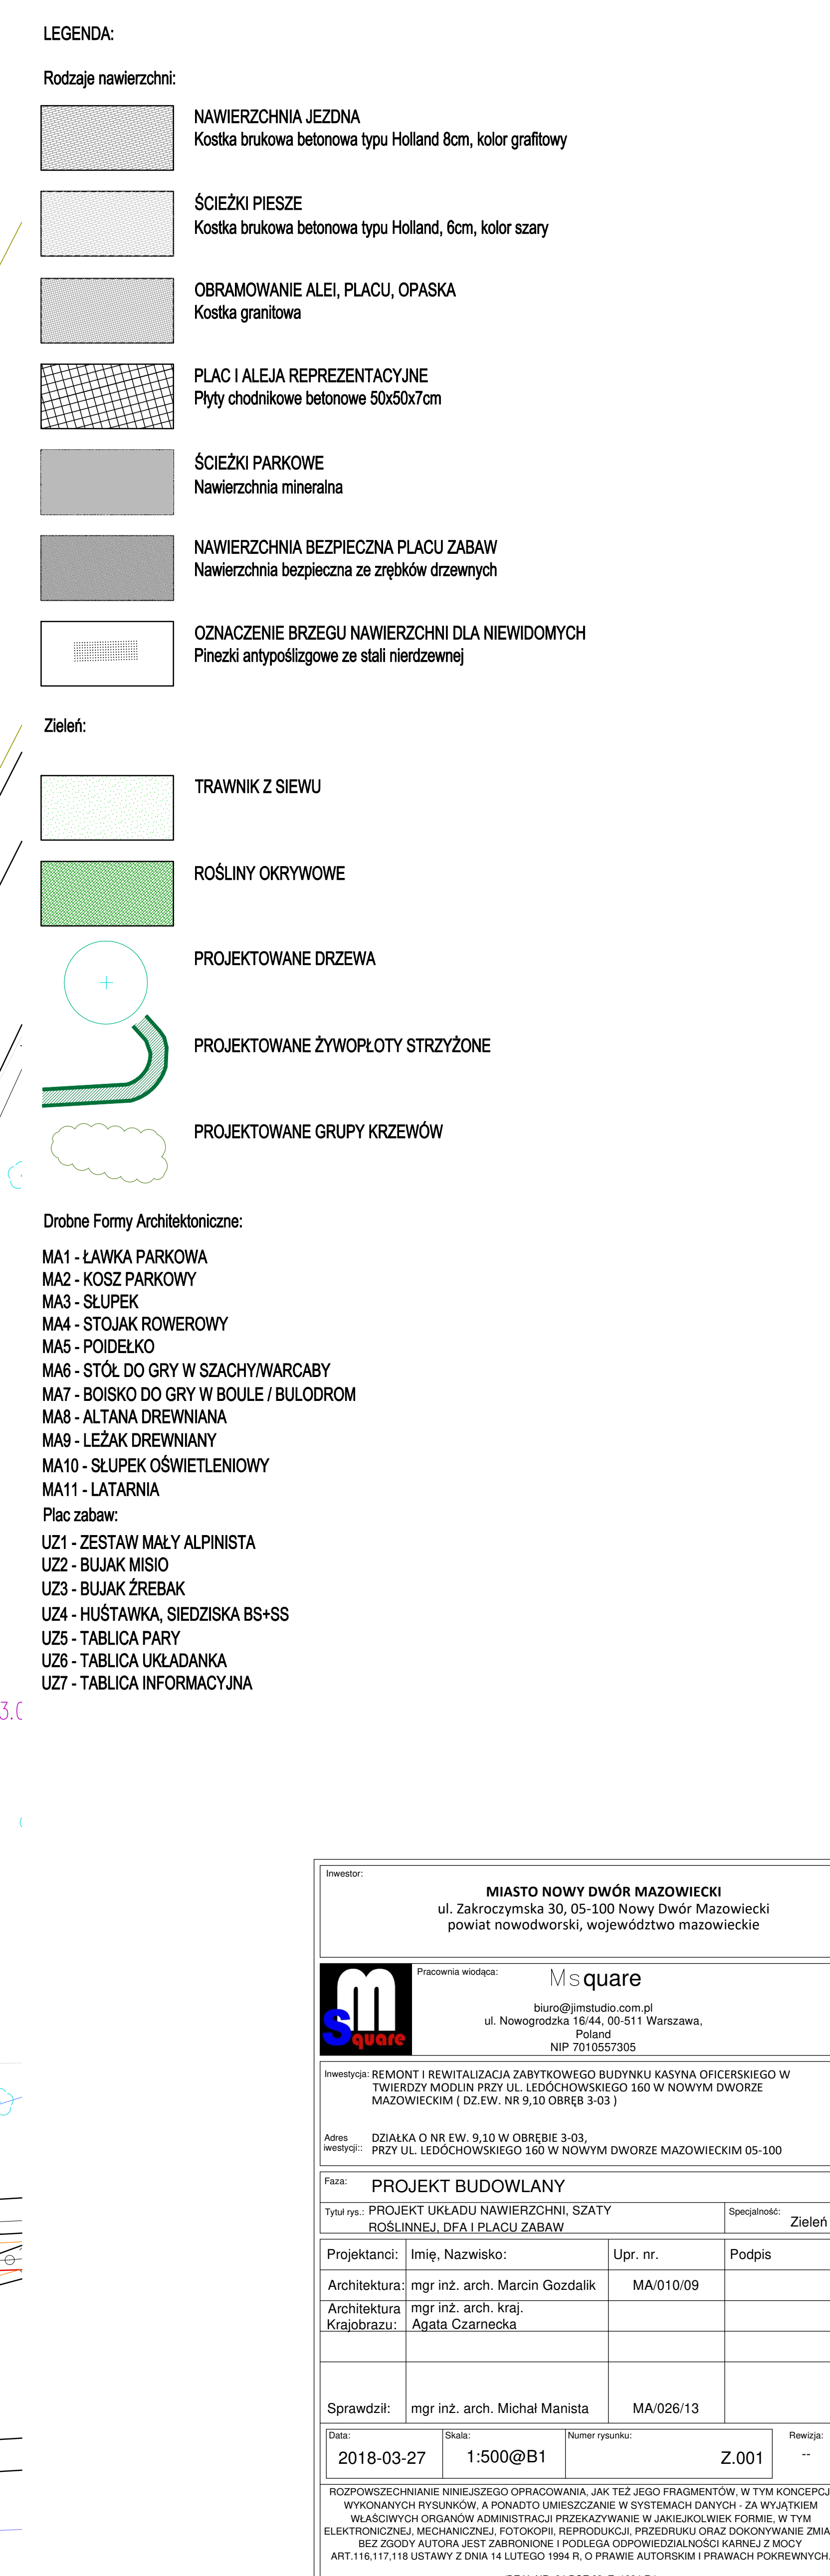 LEGENDA:
Rodzaje nawierzchni:
NAWIERZCHNIA JEZDNA
Kostka brukowa betonowa typu Holland 8cm, kolor grafitowy
ŚCIEŻKI PIESZE
Kostka brukowa betonowa typu Holland, 6cm, kolor szary
OBRAMOWANIE ALEI, PLACU, OPASKA
Kostka granitowa
PLAC I ALEJA REPREZENTACYJNE
Płyty chodnikowe betonowe 50x50x7cm
ŚCIEŻKI PARKOWE
Nawierzchnia mineralna
NAWIERZCHNIA BEZPIECZNA PLACU ZABAW
Nawierzchnia bezpieczna ze zrębków drzewnych
OZNACZENIE BRZEGU NAWIERZCHNI DLA NIEWIDOMYCH
Pinezki antypoślizgowe ze stali nierdzewnej
Zieleń:
TRAWNIK Z SIEWU
ROŚLINY OKRYWOWE
PROJEKTOWANE DRZEWA
PROJEKTOWANE ŻYWOPŁOTY STRZYŻONE
PROJEKTOWANE GRUPY KRZEWÓW
Drobne Formy Architektoniczne:
MA1 - ŁAWKA PARKOWA
MA2 - KOSZ PARKOWY
MA3 - SŁUPEK
MA4 - STOJAK ROWEROWY
MA5 - POIDEŁKO
MA6 - STÓŁ DO GRY W SZACHY/WARCABY
MA7 - BOISKO DO GRY W BOULE / BULODROM
MA8 - ALTANA DREWNIANA
MA9 - LEŻAK DREWNIANY
MA10 - SŁUPEK OŚWIETLENIOWY
MA11 - LATARNIA
Plac zabaw:
UZ1 - ZESTAW MAŁY ALPINISTA
UZ2 - BUJAK MISIO
UZ3 - BUJAK ŹREBAK
UZ4 - HUŚTAWKA, SIEDZISKA BS+SS
UZ5 - TABLICA PARY
UZ6 - TABLICA UKŁADANKA
UZ7 - TABLICA INFORMACYJNA
3.0
Inwestor:
MIASTO NOWY DWÓR MAZOWIECKI
ul. Zakroczymska 30, 05-100 Nowy Dwór Mazowiecki
powiat nowodworski, województwo mazowieckie
m Square
Pracownia wiodąca: Msquare
biuro@jimstudio.com.pl
ul. Nowogrodzka 16/44, 00-511 Warszawa,
Poland
NIP 7010557305
Inwestycja: REMONT I REWITALIZACJA ZABYTKOWEGO BUDYNKU KASYNA OFICERSKIEGO W
TWIERDZY MODLIN PRZY UL. LEDÓCHOWSKIEGO 160 W NOWYM DWORZE
MAZOWIECKIM ( DZ.EW. NR 9,10 OBRĘB 3-03 )
Adres DZIAŁKA O NR EW. 9,10 W OBRĘBIE 3-03,
iwestycji:: PRZY UL. LEDÓCHOWSKIEGO 160 W NOWYM DWORZE MAZOWIECKIM 05-100
Faza: PROJEKT BUDOWLANY
Tytuł rys.: PROJEKT UKŁADU NAWIERZCHNI, SZATY
ROŚLINNEJ, DFA I PLACU ZABAW
Specjalność: Zieleń
Projektanci: Imię, Nazwisko: Upr. nr. Podpis
Architektura: mgr inż. arch. Marcin Gozdalik MA/010/09
Architektura mgr inż. arch. kraj.
Krajobrazu: Agata Czarnecka
Sprawdził: mgr inż. arch. Michał Manista MA/026/13
Data: Skala: Numer rysunku: Rewizja:
2018-03-27 1:500@B1 Z.001 --
ROZPOWSZECHNIANIE NINIEJSZEGO OPRACOWANIA, JAK TEŻ JEGO FRAGMENTÓW, W TYM KONCEPCJ
WYKONANYCH RYSUNKÓW, A PONADTO UMIESZCZANIE W SYSTEMACH DANYCH - ZA WYJĄTKIEM
WŁAŚCIWYCH ORGANÓW ADMINISTRACJI PRZEKAZYWANIE W JAKIEJKOLWIEK FORMIE, W TYM
ELEKTRONICZNEJ, MECHANICZNEJ, FOTOKOPII, REPRODUKCJI, PRZEDRUKU ORAZ DOKONYWANIE ZMIA
BEZ ZGODY AUTORA JEST ZABRONIONE I PODLEGA ODPOWIEDZIALNOŚCI KARNEJ Z MOCY
ART.116,117,118 USTAWY Z DNIA 14 LUTEGO 1994 R, O PRAWIE AUTORSKIM I PRAWACH POKREWNYCH.